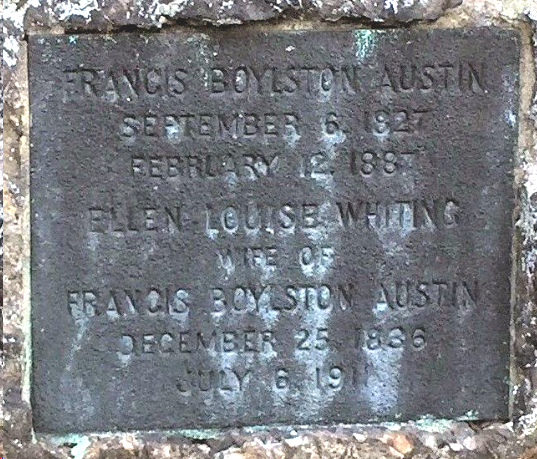 FRANCIS BOYLSTON AUSTIN
SEPTEMBER 6, 1827
FEBRUARY 12, 1887
ELLEN LOUISE WHITING
WIFE OF
FRANCIS BOYLSTON AUSTIN
DECEMBER 25, 1836
JULY 6, 1911